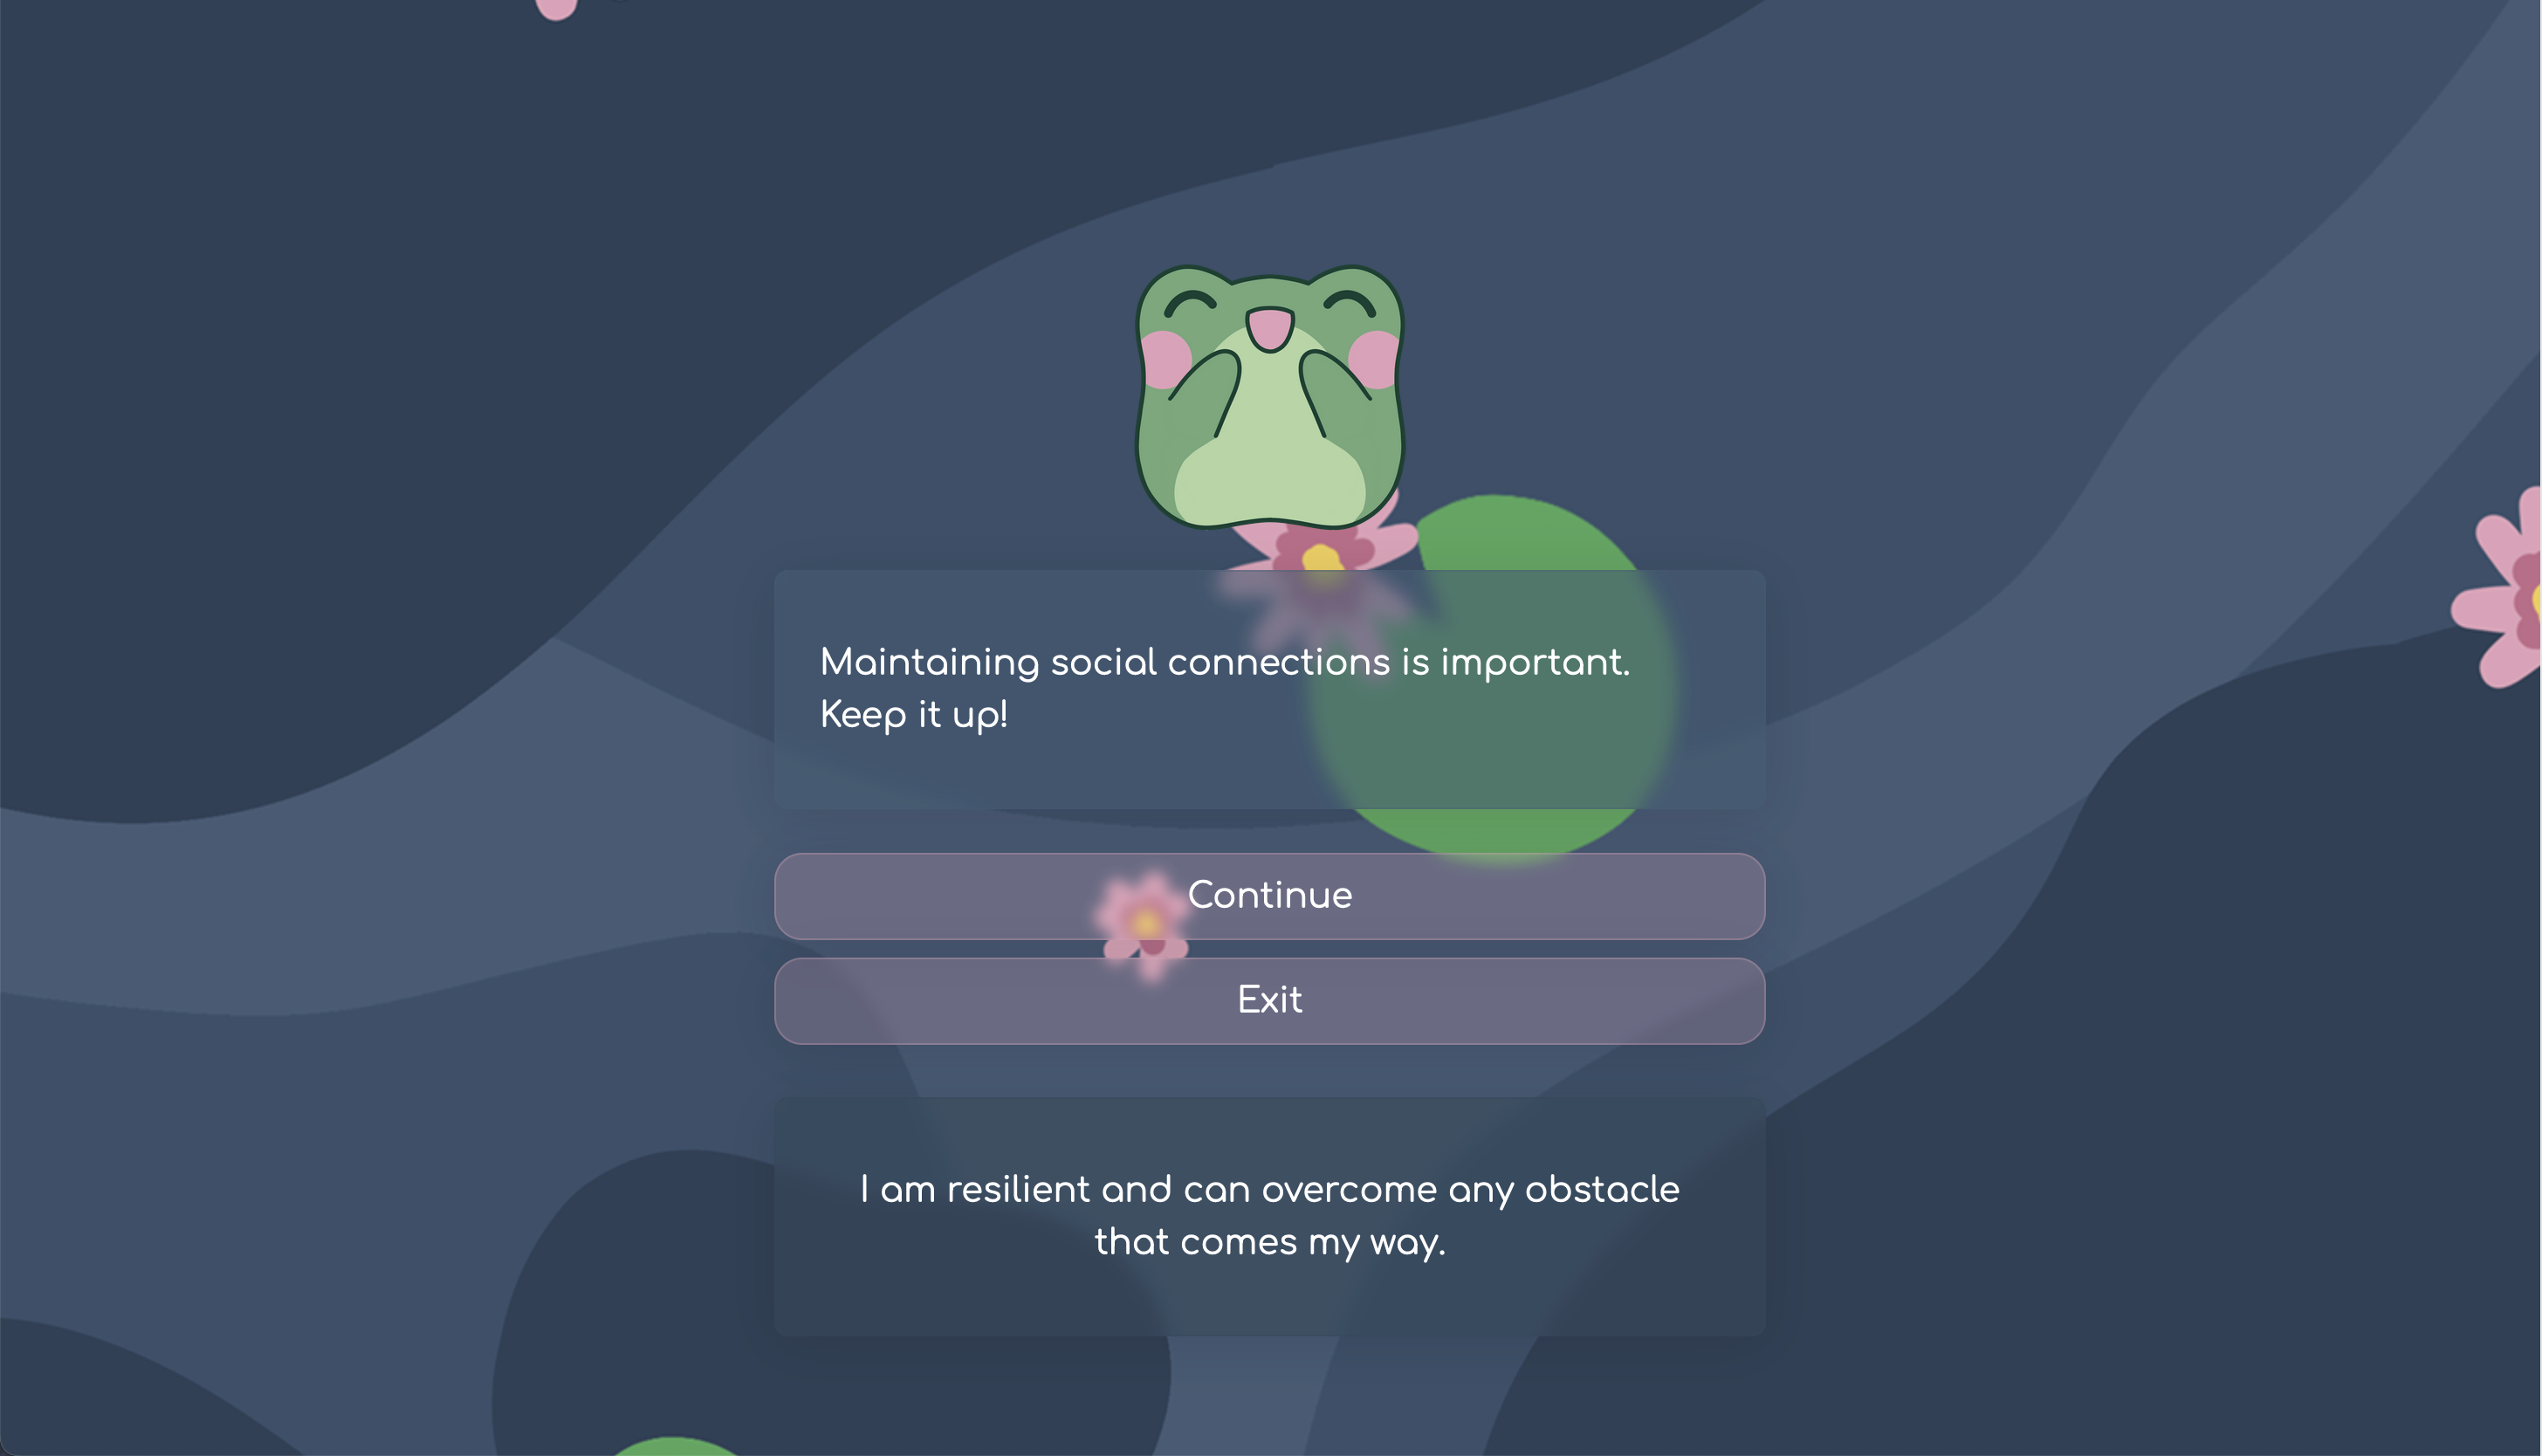 Maintaining social connections is important.
Keep it up!
Continue
Exit
I am resilient and can overcome any obstacle
that comes my way.